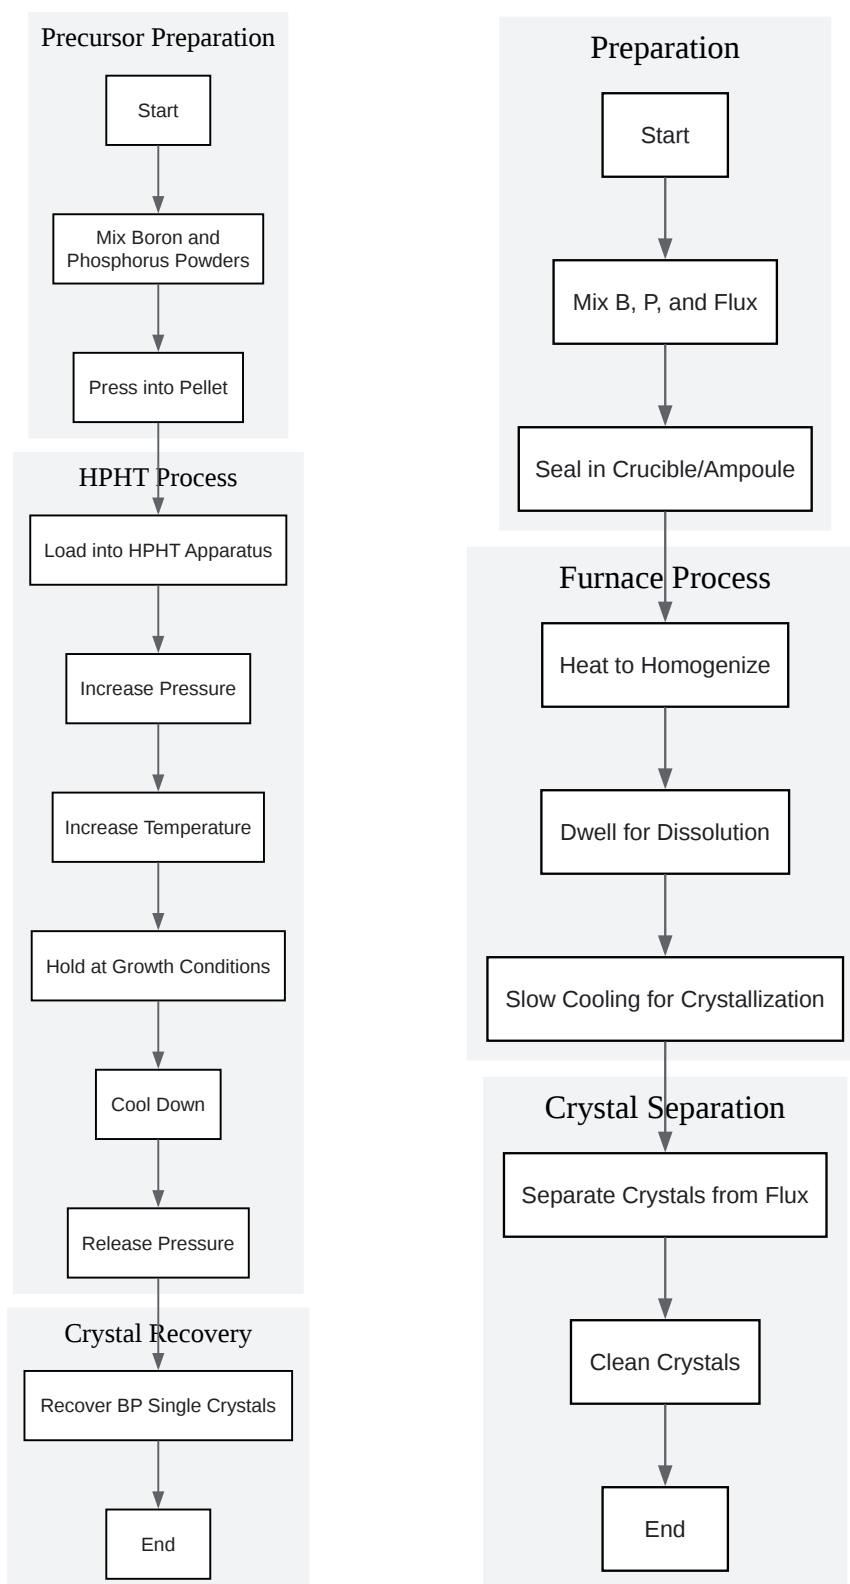 Precursor Preparation
Start
Mix Boron and
Phosphorus Powders
Press into Pellet
HPHT Process
Load into HPHT Apparatus
Increase Pressure
Increase Temperature
Hold at Growth Conditions
Cool Down
Release Pressure
Crystal Recovery
Recover BP Single Crystals
End
Preparation
Start
Mix B, P, and Flux
Seal in Crucible/Ampoule
Furnace Process
Heat to Homogenize
Dwell for Dissolution
Slow Cooling for Crystallization
Crystal Separation
Separate Crystals from Flux
Clean Crystals
End